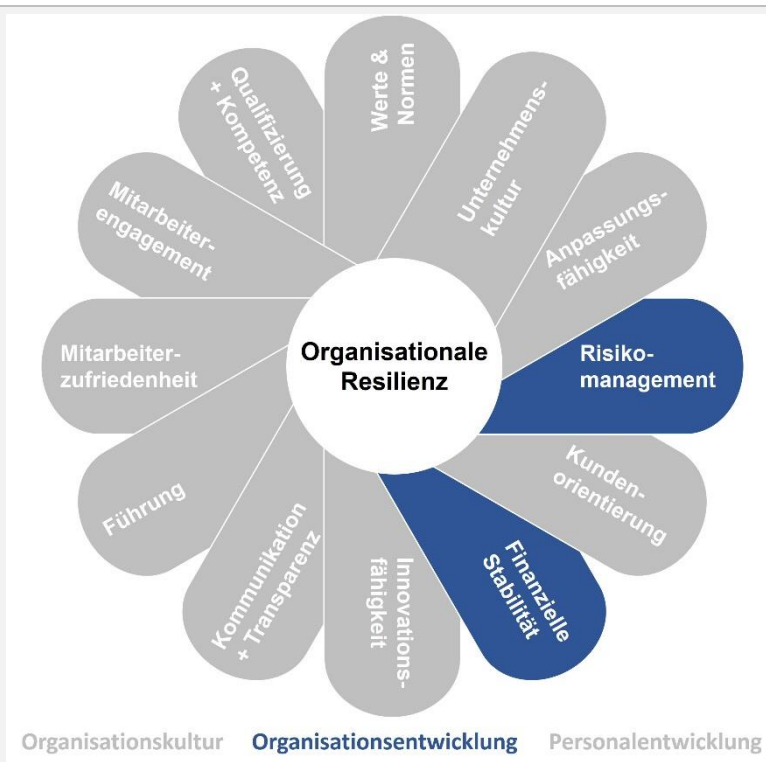 Werte &
Normen
Unternehmens-
kultur
Anpassungs-
fähigkeit
Risiko-
management
Kunden-
orientierung
Finanzielle
Stabilität
Innovations-
fähigkeit
Kommunikation
+ Transparenz
Führung
Mitarbeiter-
zufriedenheit
Mitarbeiter-
engagement
Qualifizierung
+ Kompetenz
Organisationale
Resilienz
Organisationskultur Organisationsentwicklung Personalentwicklung